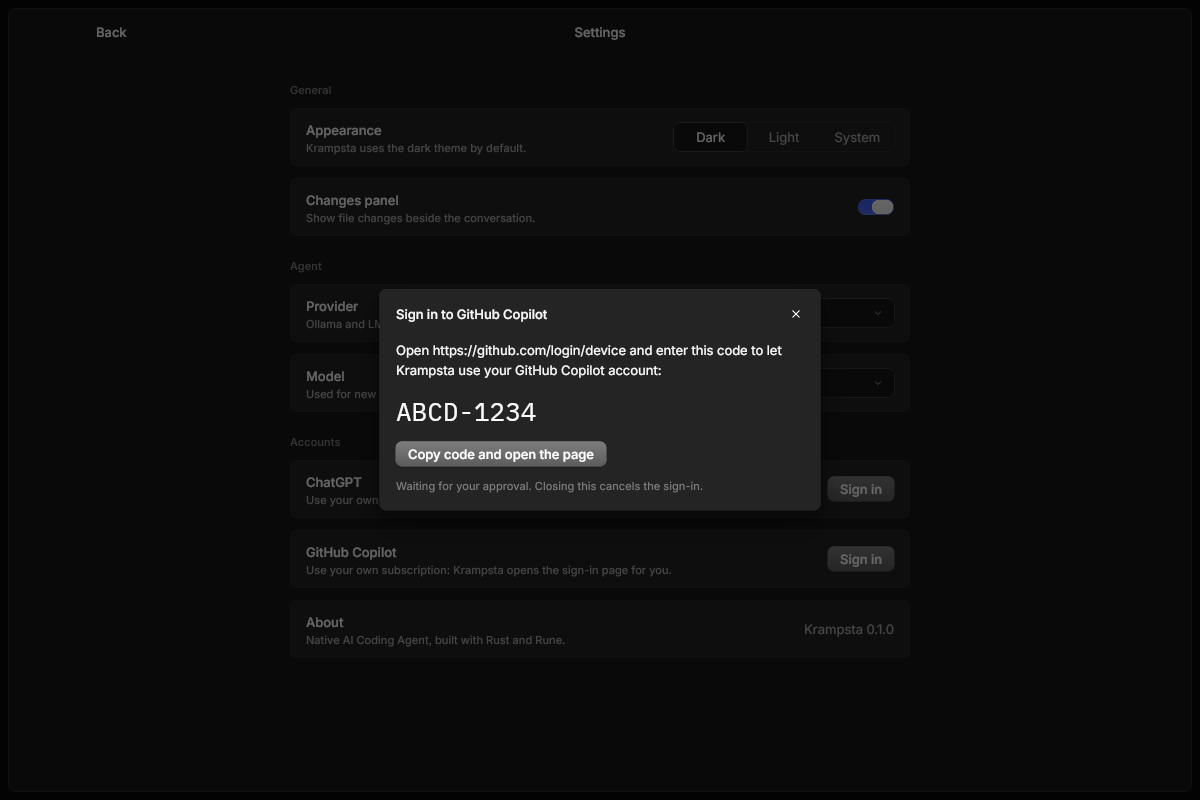 Back
Settings
General
Appearance
Krampsta uses the dark theme by default.
Dark
Light
System
Changes panel
Show file changes beside the conversation.
Agent
Provider
Ollama and LM
Model
Used for new
Sign in to GitHub Copilot
Open https://github.com/login/device and enter this code to let
Krampsta use your GitHub Copilot account:
ABCD-1234
Copy code and open the page
Waiting for your approval. Closing this cancels the sign-in.
Accounts
ChatGPT
Use your own
Sign in
GitHub Copilot
Use your own subscription: Krampsta opens the sign-in page for you.
Sign in
About
Native AI Coding Agent, built with Rust and Rune.
Krampsta 0.1.0